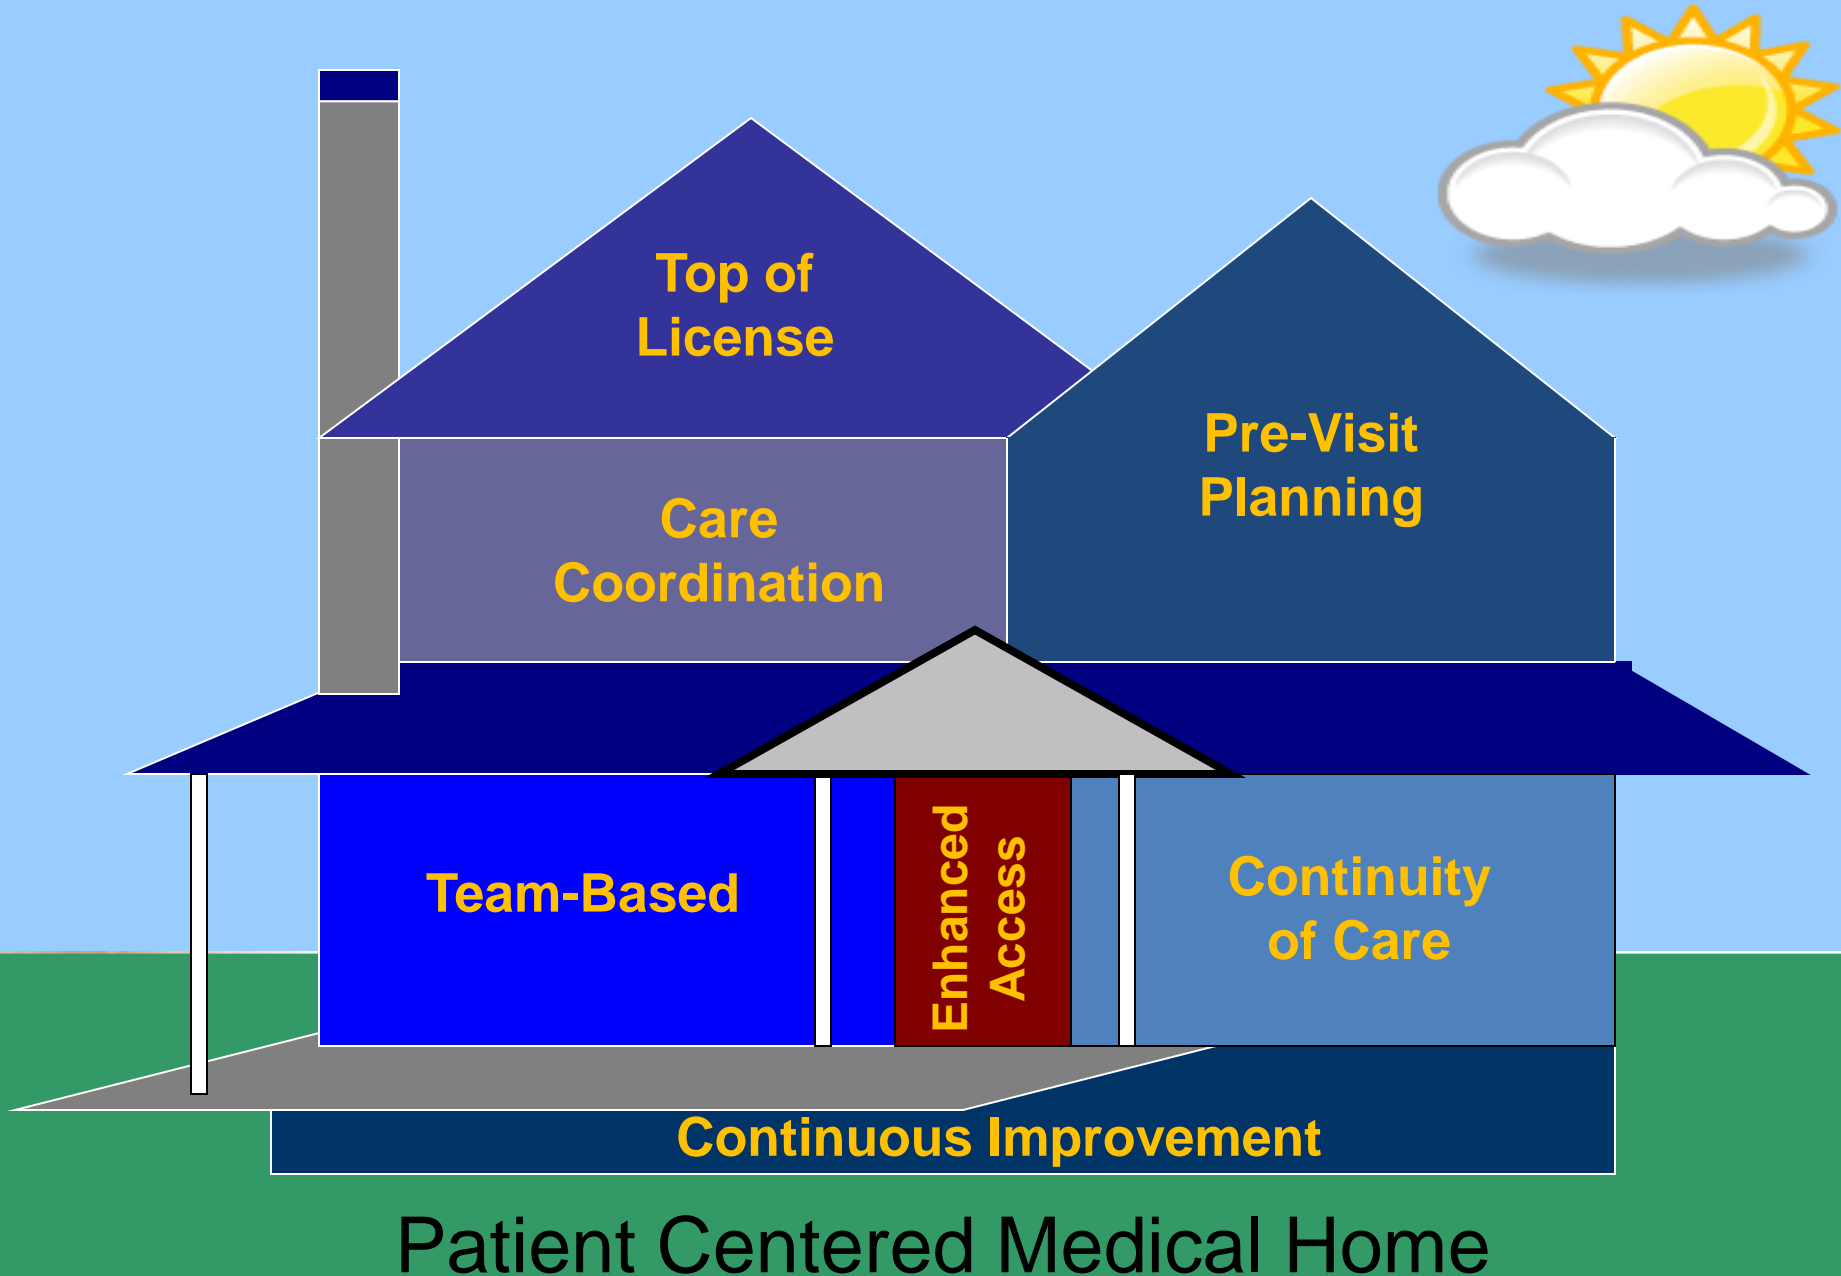 Top of
License
Pre-Visit
Planning
Care
Coordination
Team-Based
Enhanced
Access
Continuity
of Care
Continuous Improvement
Patient Centered Medical Home